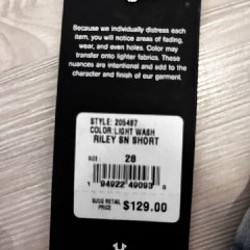 Because we individually distress each
item, you will notice areas of fading,
wear, and even holes. Color may
transfer onto lighter fabrics. These
nuances are intentional and add to the
character and finish of our garment.
STYLE: 205487
COLOR:LIGHT WASH
RILEY SN SHORT
SIZE
28
1 94922 49093
SUGG RETAIL
PRICE $129.00